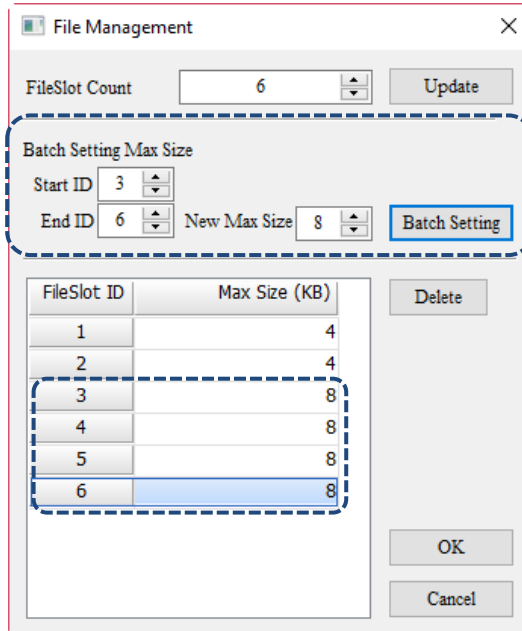 File Management
FileSlot Count 6 Update
Batch Setting Max Size
Start ID 3
End ID 6 New Max Size 8 Batch Setting
FileSlot ID Max Size (KB) Delete
1 4
2 4
3 8
4 8
5 8
6 8
OK
Cancel